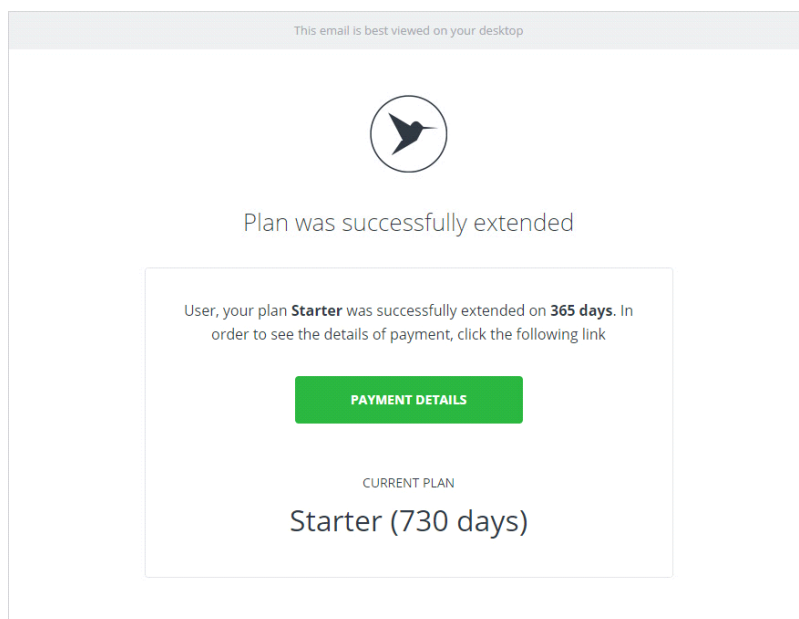 This email is best viewed on your desktop
Plan was successfully extended
User, your plan Starter was successfully extended on 365 days. In
order to see the details of payment, click the following link
PAYMENT DETAILS
CURRENT PLAN
Starter (730 days)